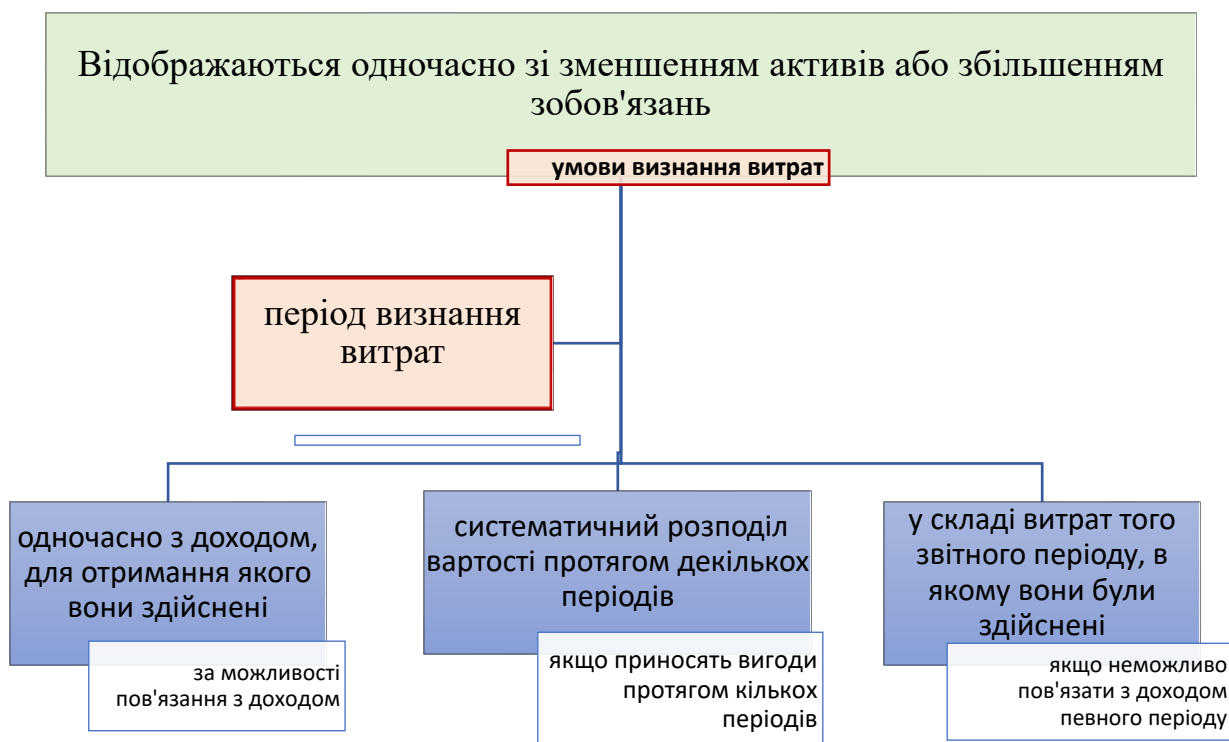 Відображаються одночасно зі зменшенням активів або збільшенням
зобов'язань
умови визнання витрат
період визнання
витрат
одночасно з доходом,
для отримання якого
вони здійснені
за можливості
пов'язання з доходом
систематичний розподіл
вартості протягом декількох
періодів
якщо приносять вигоди
протягом кількох
періодів
у складі витрат того
звітного періоду, в
якому вони були
здійснені
якщо неможливо
пов'язати з доходом
певного періоду